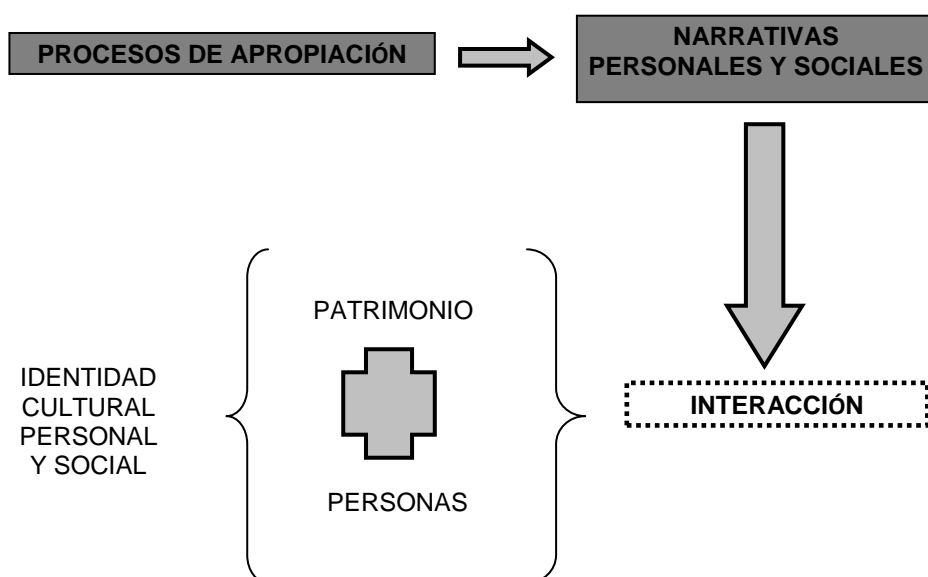 PROCESOS DE APROPIACIÓN
NARRATIVAS
PERSONALES Y SOCIALES
PATRIMONIO
IDENTIDAD
CULTURAL
PERSONAL
Y SOCIAL
INTERACCIÓN
PERSONAS